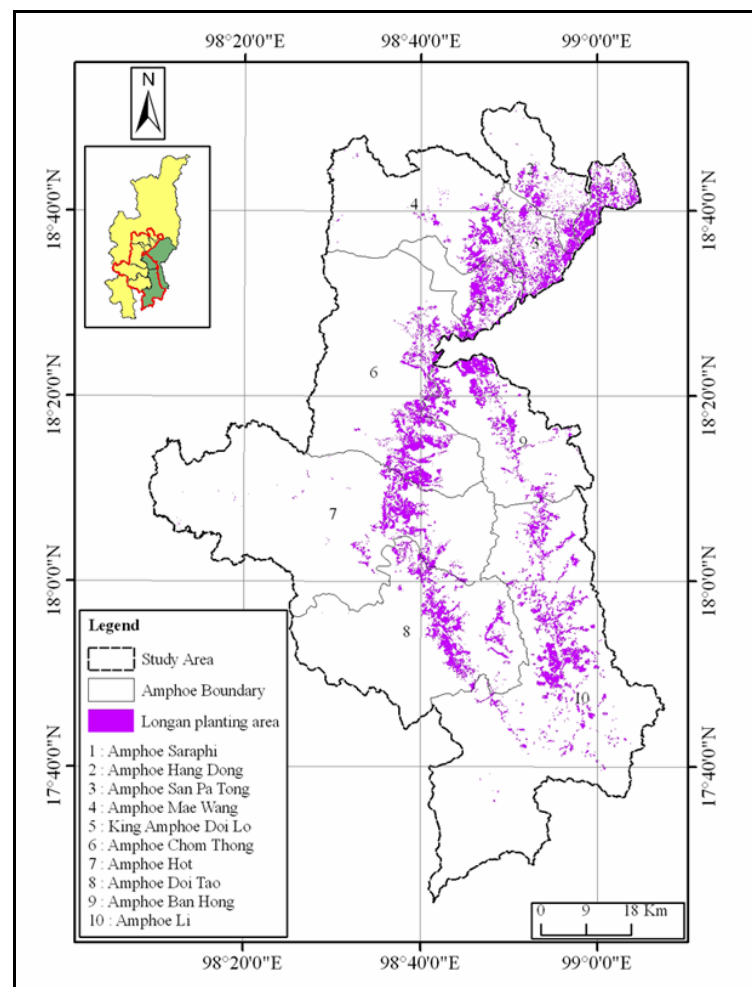 98°20'0"E 98°40'0"E 99°0'0"E
N
18°40'0"N 18°40'0"N
18°20'0"N 18°20'0"N
18°0'0"N 18°0'0"N
17°40'0"N 17°40'0"N
1
2
3
4
6
7
8
9
10
Legend
Study Area
Amphoe Boundary
Longan planting area
1 : Amphoe Saraphi
2 : Amphoe Hang Dong
3 : Amphoe San Pa Tong
4 : Amphoe Mae Wang
5 : King Amphoe Doi Lo
6 : Amphoe Chom Thong
7 : Amphoe Hot
8 : Amphoe Doi Tao
9 : Amphoe Ban Hong
10 : Amphoe Li
0 9 18 Km
98°20'0"E 98°40'0"E 99°0'0"E